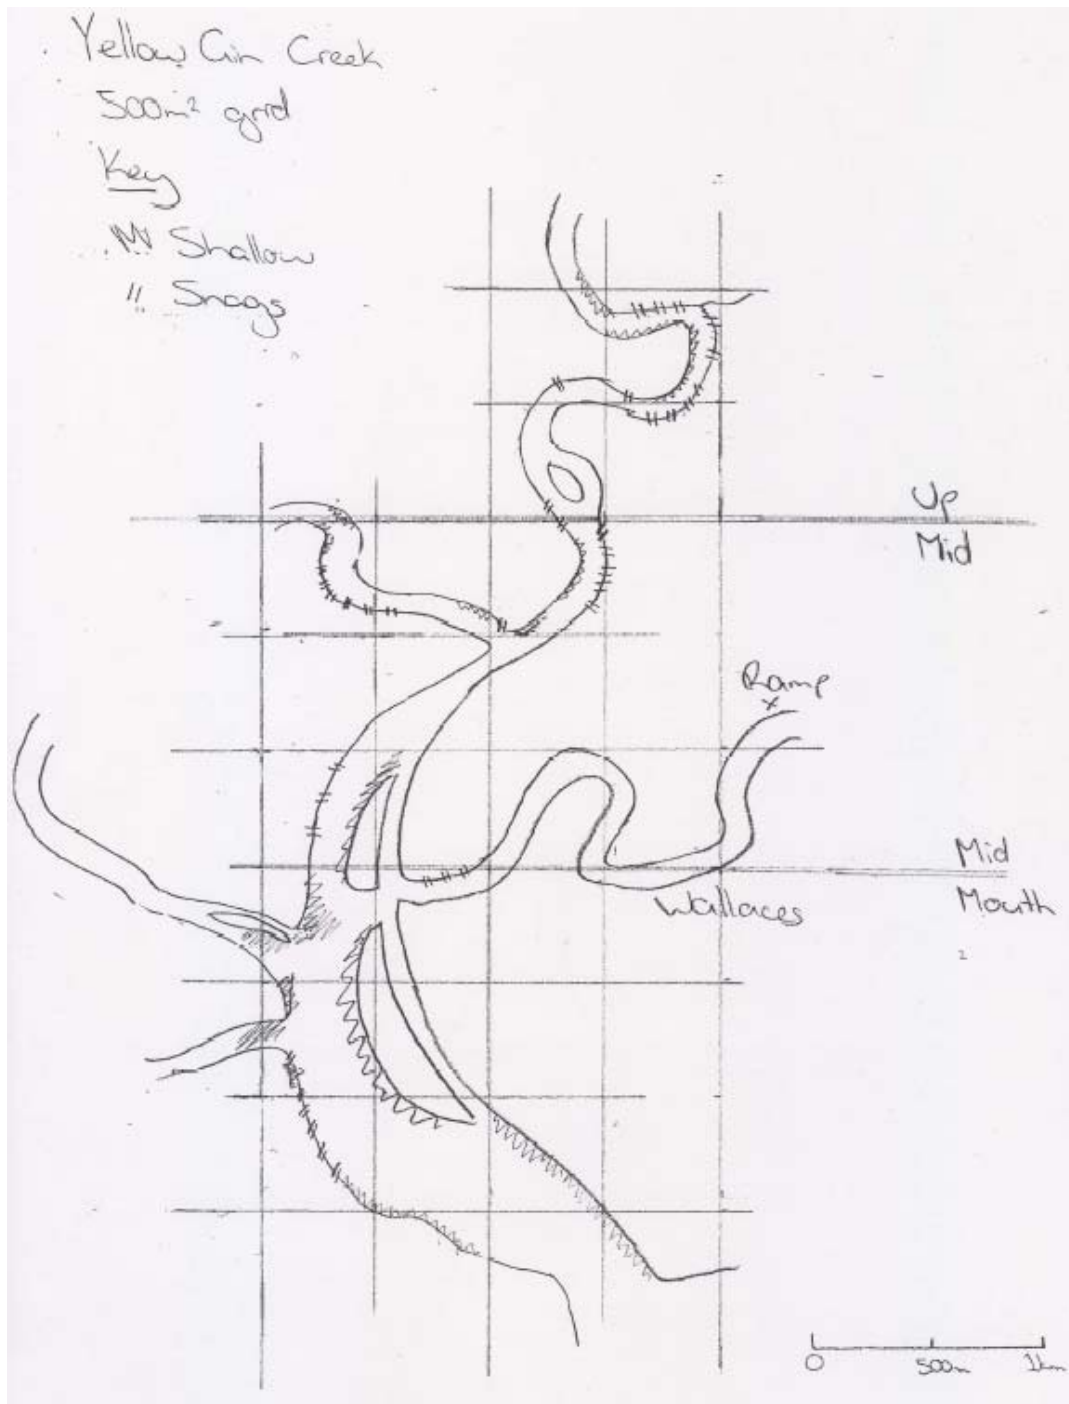 Yellow Gin Creek
500m² grid
Key
Shallow
" Snags
Up
Mid
Ramp
x
Mid
Wallaces
Mouth
0 500m 1km